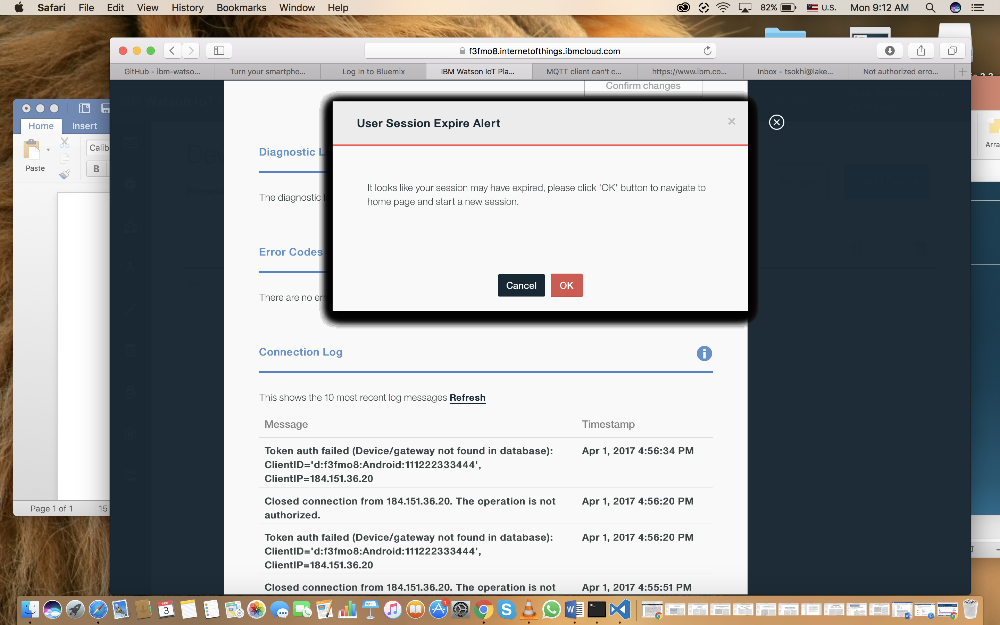 Safari File Edit View History Bookmarks Window Help 82% U.S. Mon 9:12 AM
f3fmo8.internetofthings.ibmcloud.com
GitHub - ibm-watso... Turn your smartpho... Log In to Bluemix IBM Watson IoT Pla... MQTT client can't c... https://www.ibm.co... Inbox - tsokhi@lake... Not authorized erro...
Confirm changes
Home Insert
Paste
Calib
B
Arra
Page 1 of 1 15
User Session Expire Alert
It looks like your session may have expired, please click 'OK' button to navigate to
home page and start a new session.
Cancel OK
Diagnostic L
The diagnostic
Error Codes
There are no err
Connection Log
This shows the 10 most recent log messages Refresh
Message Timestamp
Token auth failed (Device/gateway not found in database): Apr 1, 2017 4:56:34 PM
ClientID='d:f3fmo8:Android:111222333444',
ClientIP=184.151.36.20
Closed connection from 184.151.36.20. The operation is not Apr 1, 2017 4:56:20 PM
authorized.
Token auth failed (Device/gateway not found in database): Apr 1, 2017 4:56:20 PM
ClientID='d:f3fmo8:Android:111222333444',
ClientIP=184.151.36.20
Closed connection from 184.151.36.20. The operation is not Apr 1, 2017 4:55:51 PM
APR
3
1